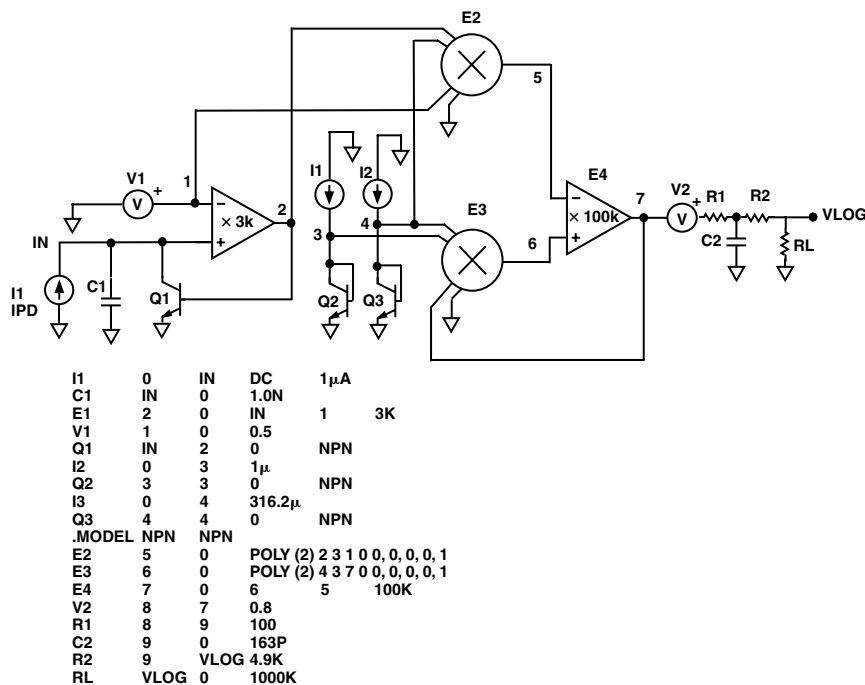 E2
5
I1
I2
E4
V1
1
V2
7
R1
R2
2
× 3k
× 100k
VLOG
E3
4
3
6
C2
RL
IN
Q1
Q2
Q3
C1
I1
IPD
I1 0 IN DC 1μA
C1 IN 0 1.0N
E1 2 0 IN 1 3K
V1 1 0 0.5
Q1 IN 2 0 NPN
I2 0 3 1μ
Q2 3 3 0 NPN
I3 0 4 316.2μ
Q3 4 4 0 NPN
.MODEL NPN NPN
E2 5 0 POLY (2) 2 3 1 0 0, 0, 0, 0, 1
E3 6 0 POLY (2) 4 3 7 0 0, 0, 0, 0, 1
E4 7 0 6 5 100K
V2 8 7 0.8
R1 8 9 100
C2 9 0 163P
R2 9 VLOG 4.9K
RL VLOG 0 1000K